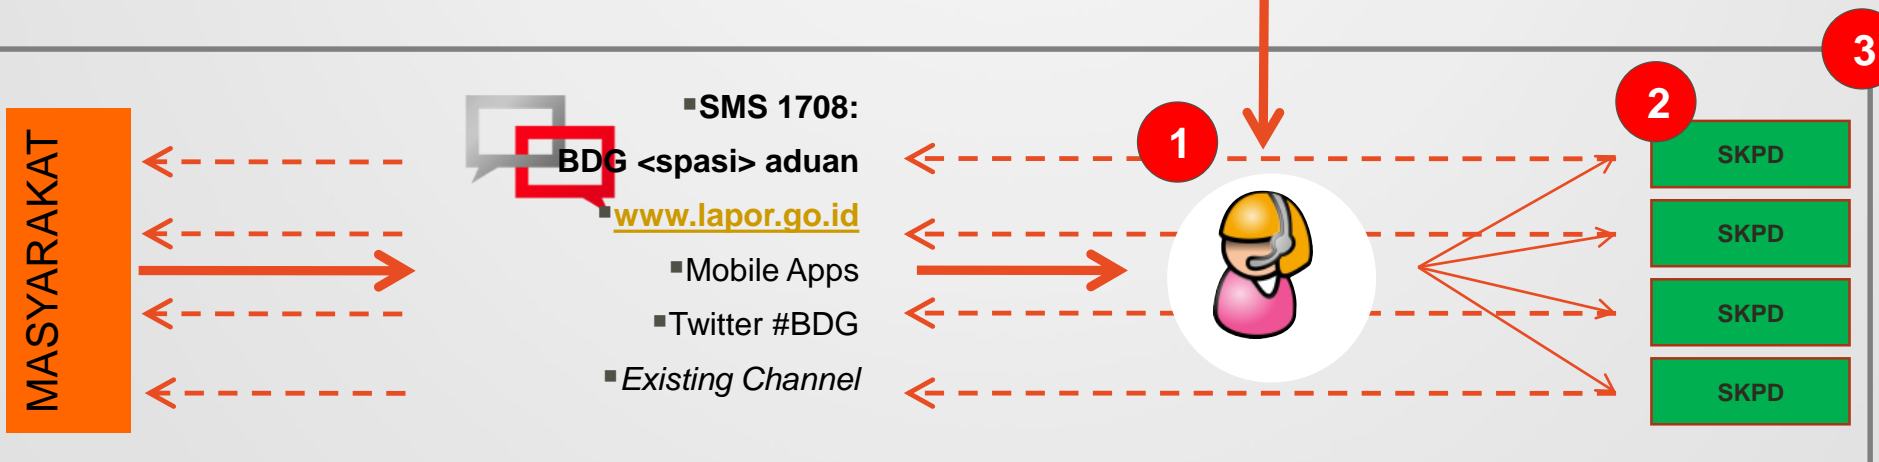 3
2
1
MASYARAKAT
▪SMS 1708:
BDG <spasi> aduan
▪www.lapor.go.id
▪Mobile Apps
▪Twitter #BDG
▪Existing Channel
SKPD
SKPD
SKPD
SKPD